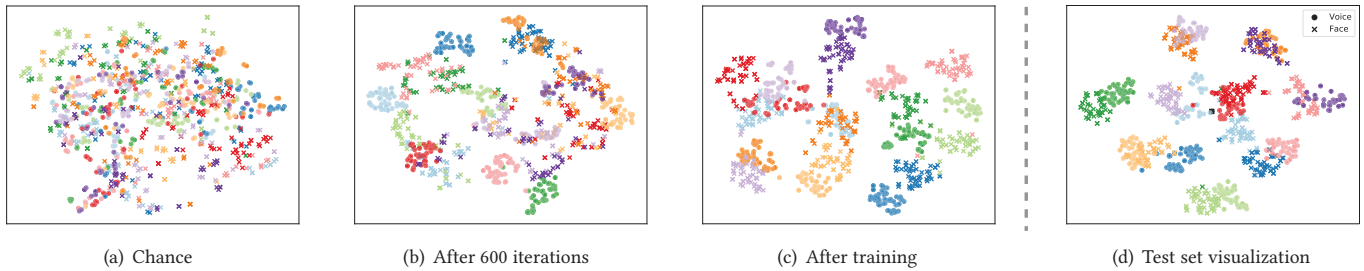 Voice
Face
(a) Chance
(b) After 600 iterations
(c) After training
(d) Test set visualization